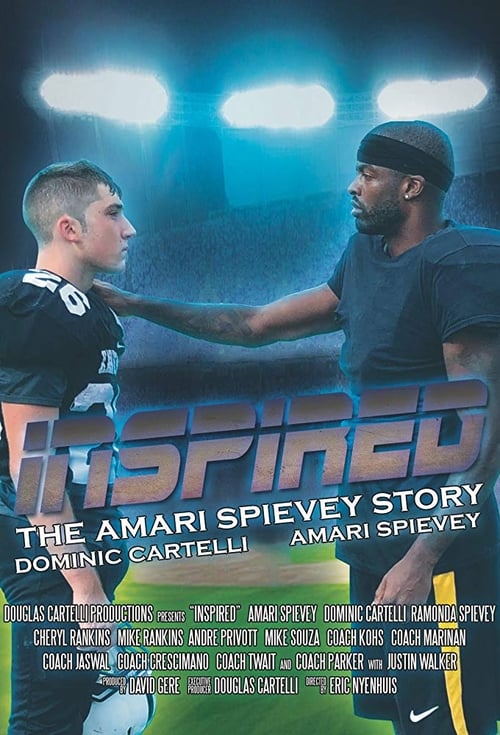 26
INSPIRED
THE AMARI SPIEVEY STORY
DOMINIC CARTELLI AMARI SPIEVEY
DOUGLAS CARTELLI PRODUCTIONS PRESENTS "INSPIRED" AMARI SPIEVEY DOMINIC CARTELLI RAMONDA SPIEVEY
CHERYL RANKINS MIKE RANKINS ANDRE PRIVOTT MIKE SOUZA COACH KOHS COACH MARINAN
COACH JASWAL COACH CRESCIMANO COACH TWAIT AND COACH PARKER WITH JUSTIN WALKER
PRODUCED BY DAVID GERE EXECUTIVE PRODUCER DOUGLAS CARTELLI DIRECTED BY ERIC NYENHUIS